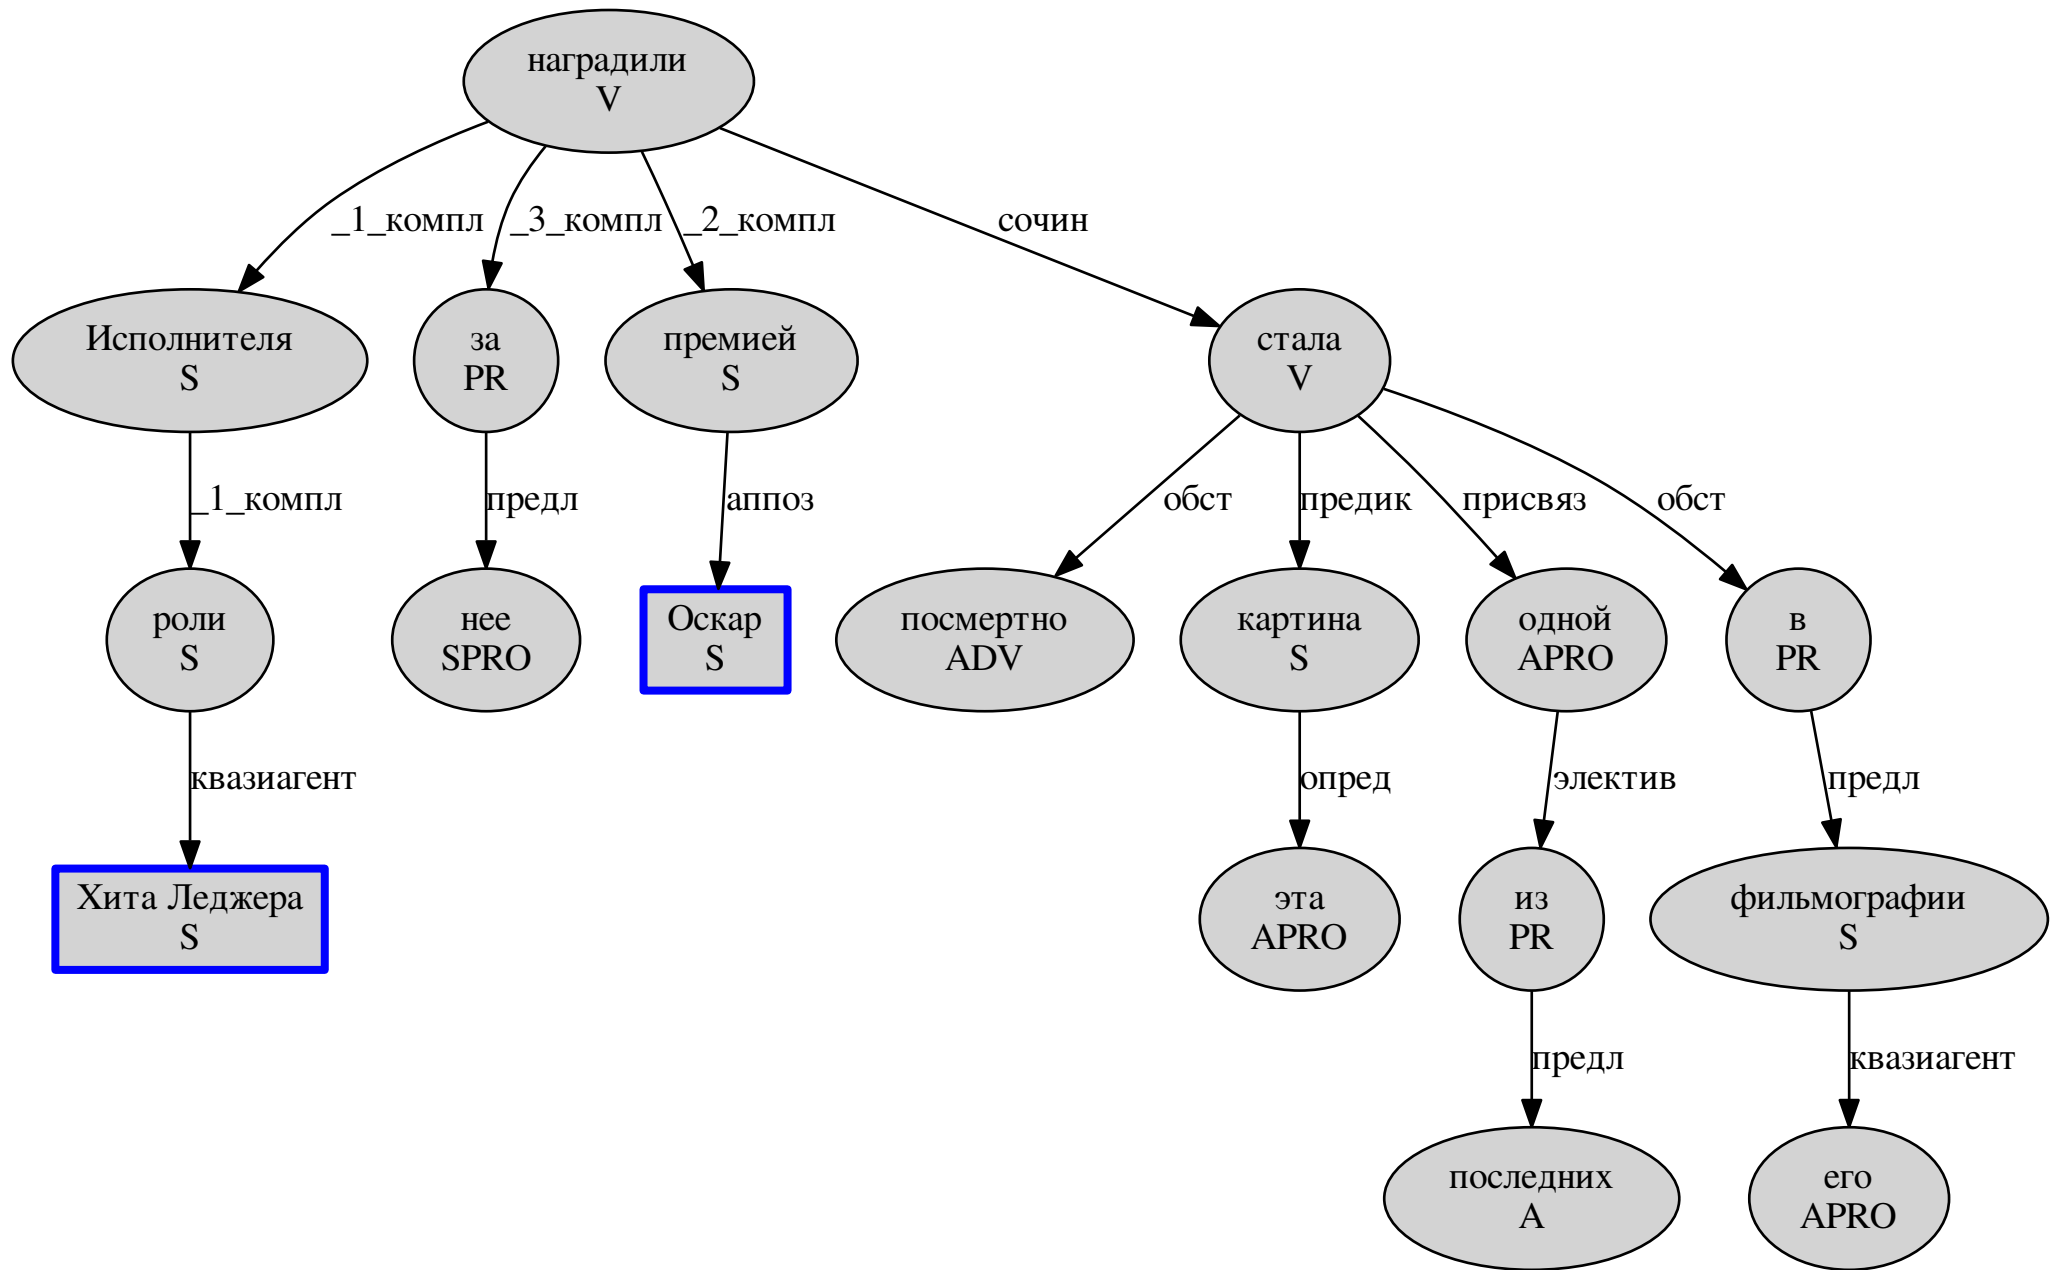 наградили
V
_1_компл
_3_компл
_2_компл
сочин
Исполнителя
S
за
PR
премией
S
стала
V
_1_компл
предл
аппоз
обст
предик
присвяз
обст
роли
S
нее
SPRO
Оскар
S
посмертно
ADV
картина
S
одной
APRO
в
PR
квазиагент
опред
электив
предл
Хита Леджера
S
эта
APRO
из
PR
фильмографии
S
предл
квазиагент
последних
A
его
APRO